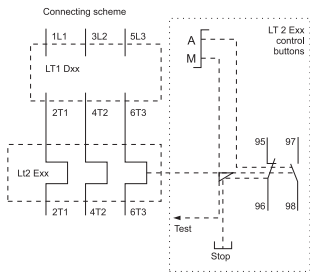 Connecting scheme
1L1 3L2 5L3
LT1 Dxx
2T1 4T2 6T3
Lt2 Exx
2T1 4T2 6T3
LT 2 Exx
control
buttons
A
M
95 97
96 98
Test
Stop